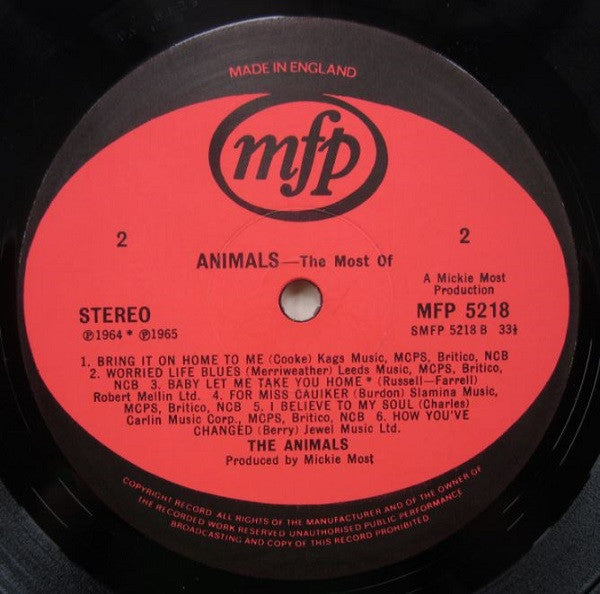 MADE IN ENGLAND
mfp
2 2
ANIMALS—The Most Of
A Mickie Most
Production
STEREO MFP 5218
℗1964 * ℗1965 SMFP 5218 B 33⅓
1. BRING IT ON HOME TO ME (Cooke) Kags Music, MCPS, Britico, NCB
2. WORRIED LIFE BLUES (Merriweather) Leeds Music, MCPS, Britico,
NCB 3. BABY LET ME TAKE YOU HOME * (Russell—Farrell)
Robert Mellin Ltd. 4. FOR MISS CAUIKER (Burdon) Slamina Music,
MCPS, Britico, NCB 5. I BELIEVE TO MY SOUL (Charles)
Carlin Music Corp., MCPS, Britico, NCB 6. HOW YOU'VE
CHANGED (Berry) Jewel Music Ltd.
THE ANIMALS
Produced by Mickie Most
COPYRIGHT RECORD. ALL RIGHTS OF THE MANUFACTURER AND OF THE OWNER OF
THE RECORDED WORK RESERVED UNAUTHORISED PUBLIC PERFORMANCE
BROADCASTING AND COPY OF THIS RECORD PROHIBITED